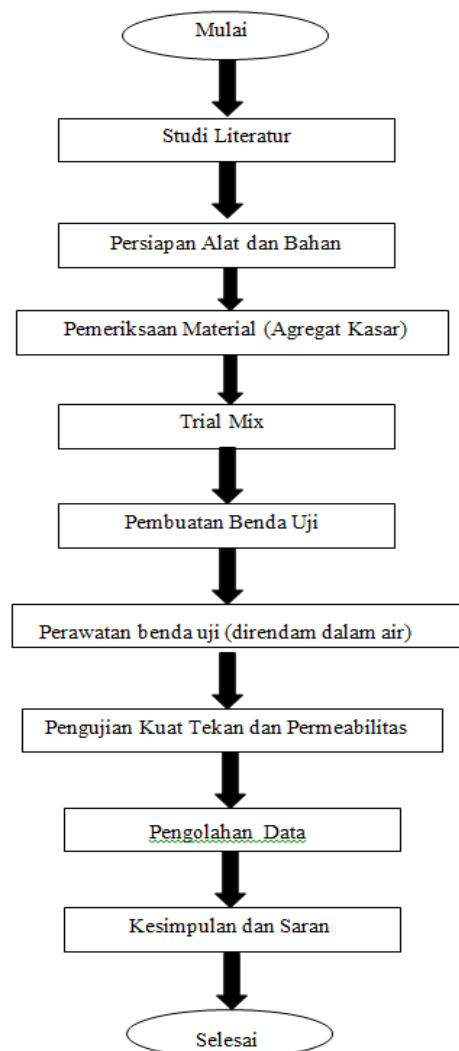 Mulai
Studi Literatur
Persiapan Alat dan Bahan
Pemeriksaan Material (Agregat Kasar)
Trial Mix
Pembuatan Benda Uji
Perawatan benda uji (direndam dalam air)
Pengujian Kuat Tekan dan Permeabilitas
Pengolahan Data
Kesimpulan dan Saran
Selesai